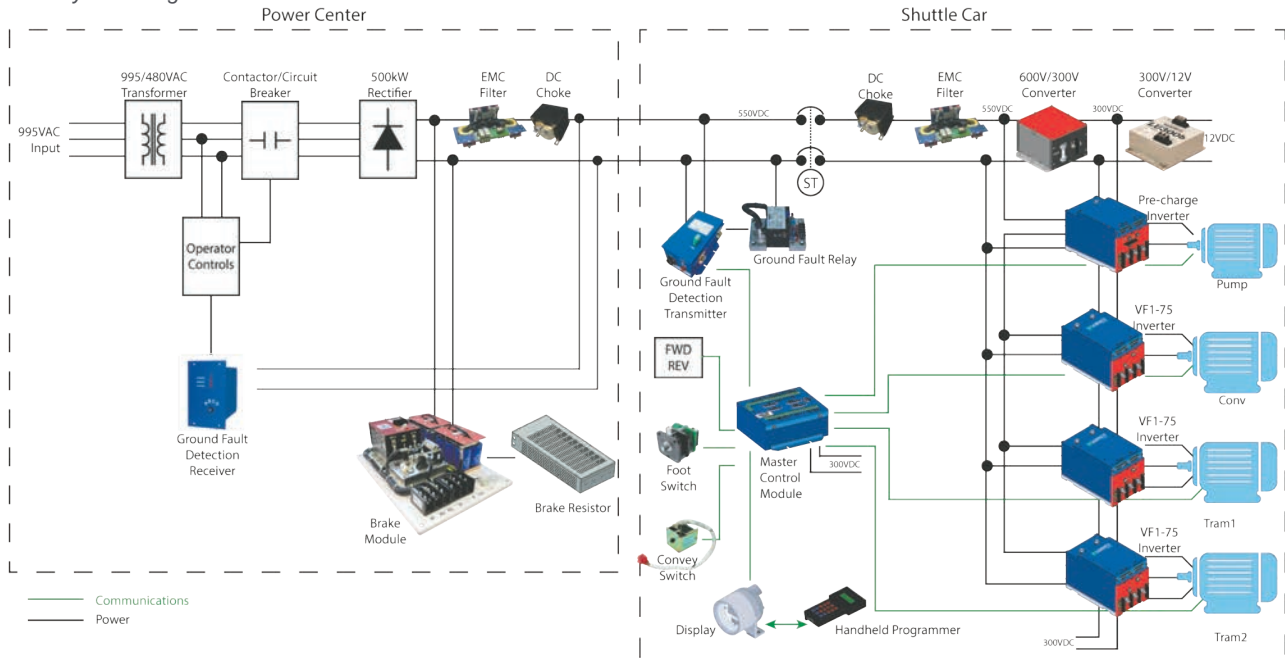 Power Center
Shuttle Car
995/480VAC
Transformer
Contactor/Circuit
Breaker
500kW
Rectifier
EMC
Filter
DC
Choke
DC
Choke
EMC
Filter
600V/300V
Converter
300V/12V
Converter
995VAC
Input
550VDC
550VDC
300VDC
12VDC
ST
Operator
Controls
Ground Fault
Detection
Transmitter
Ground Fault Relay
Pre-charge
Inverter
Pump
FWD
REV
VF1-75
Inverter
Conv
Ground Fault
Detection
Receiver
Brake
Module
Brake Resistor
Foot
Switch
Master
Control
Module
300VDC
VF1-75
Inverter
Tram1
Convey
Switch
VF1-75
Inverter
Communications
Power
Display
Handheld Programmer
300VDC
Tram2